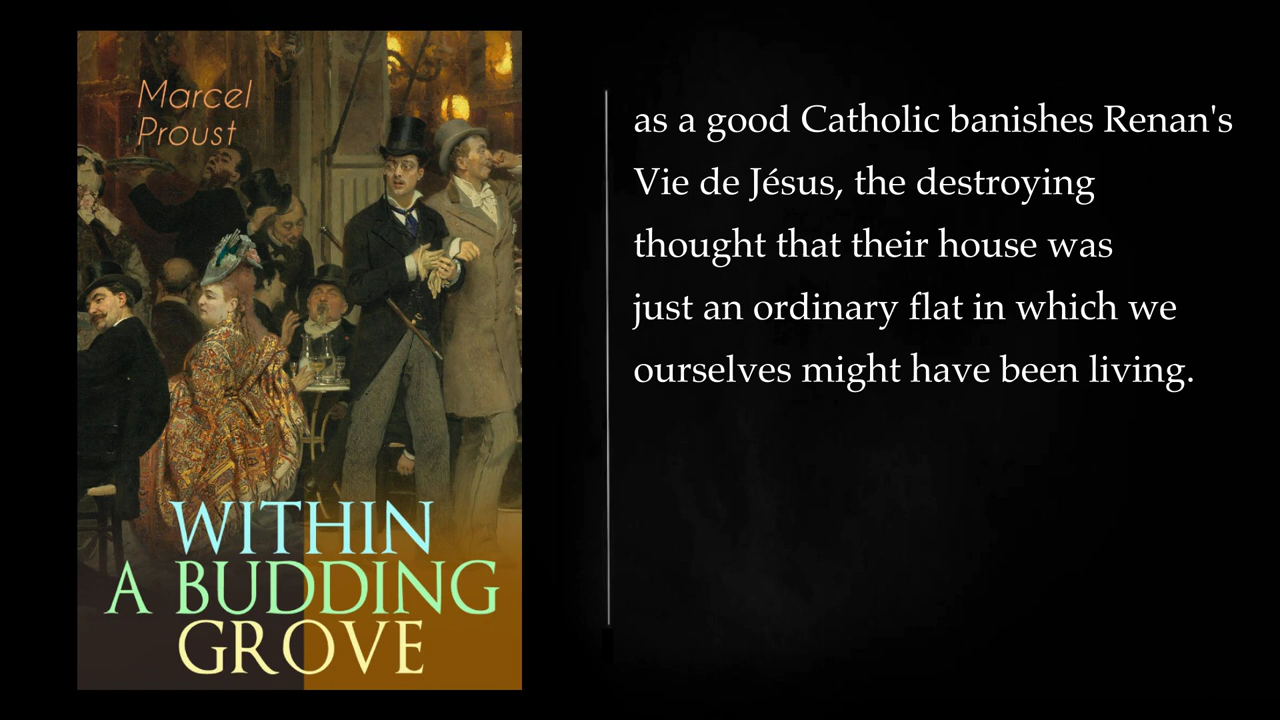 Marcel
Proust
WITHIN
A BUDDING
GROVE
as a good Catholic banishes Renan's
Vie de Jésus, the destroying
thought that their house was
just an ordinary flat in which we
ourselves might have been living.